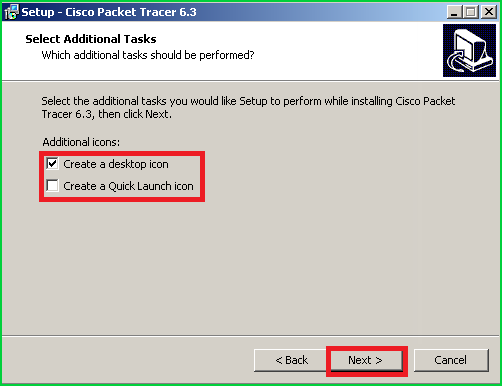 Setup - Cisco Packet Tracer 6.3
Select Additional Tasks
Which additional tasks should be performed?
Select the additional tasks you would like Setup to perform while installing Cisco Packet
Tracer 6.3, then click Next.
Additional icons:
Create a desktop icon
Create a Quick Launch icon
< Back
Next >
Cancel